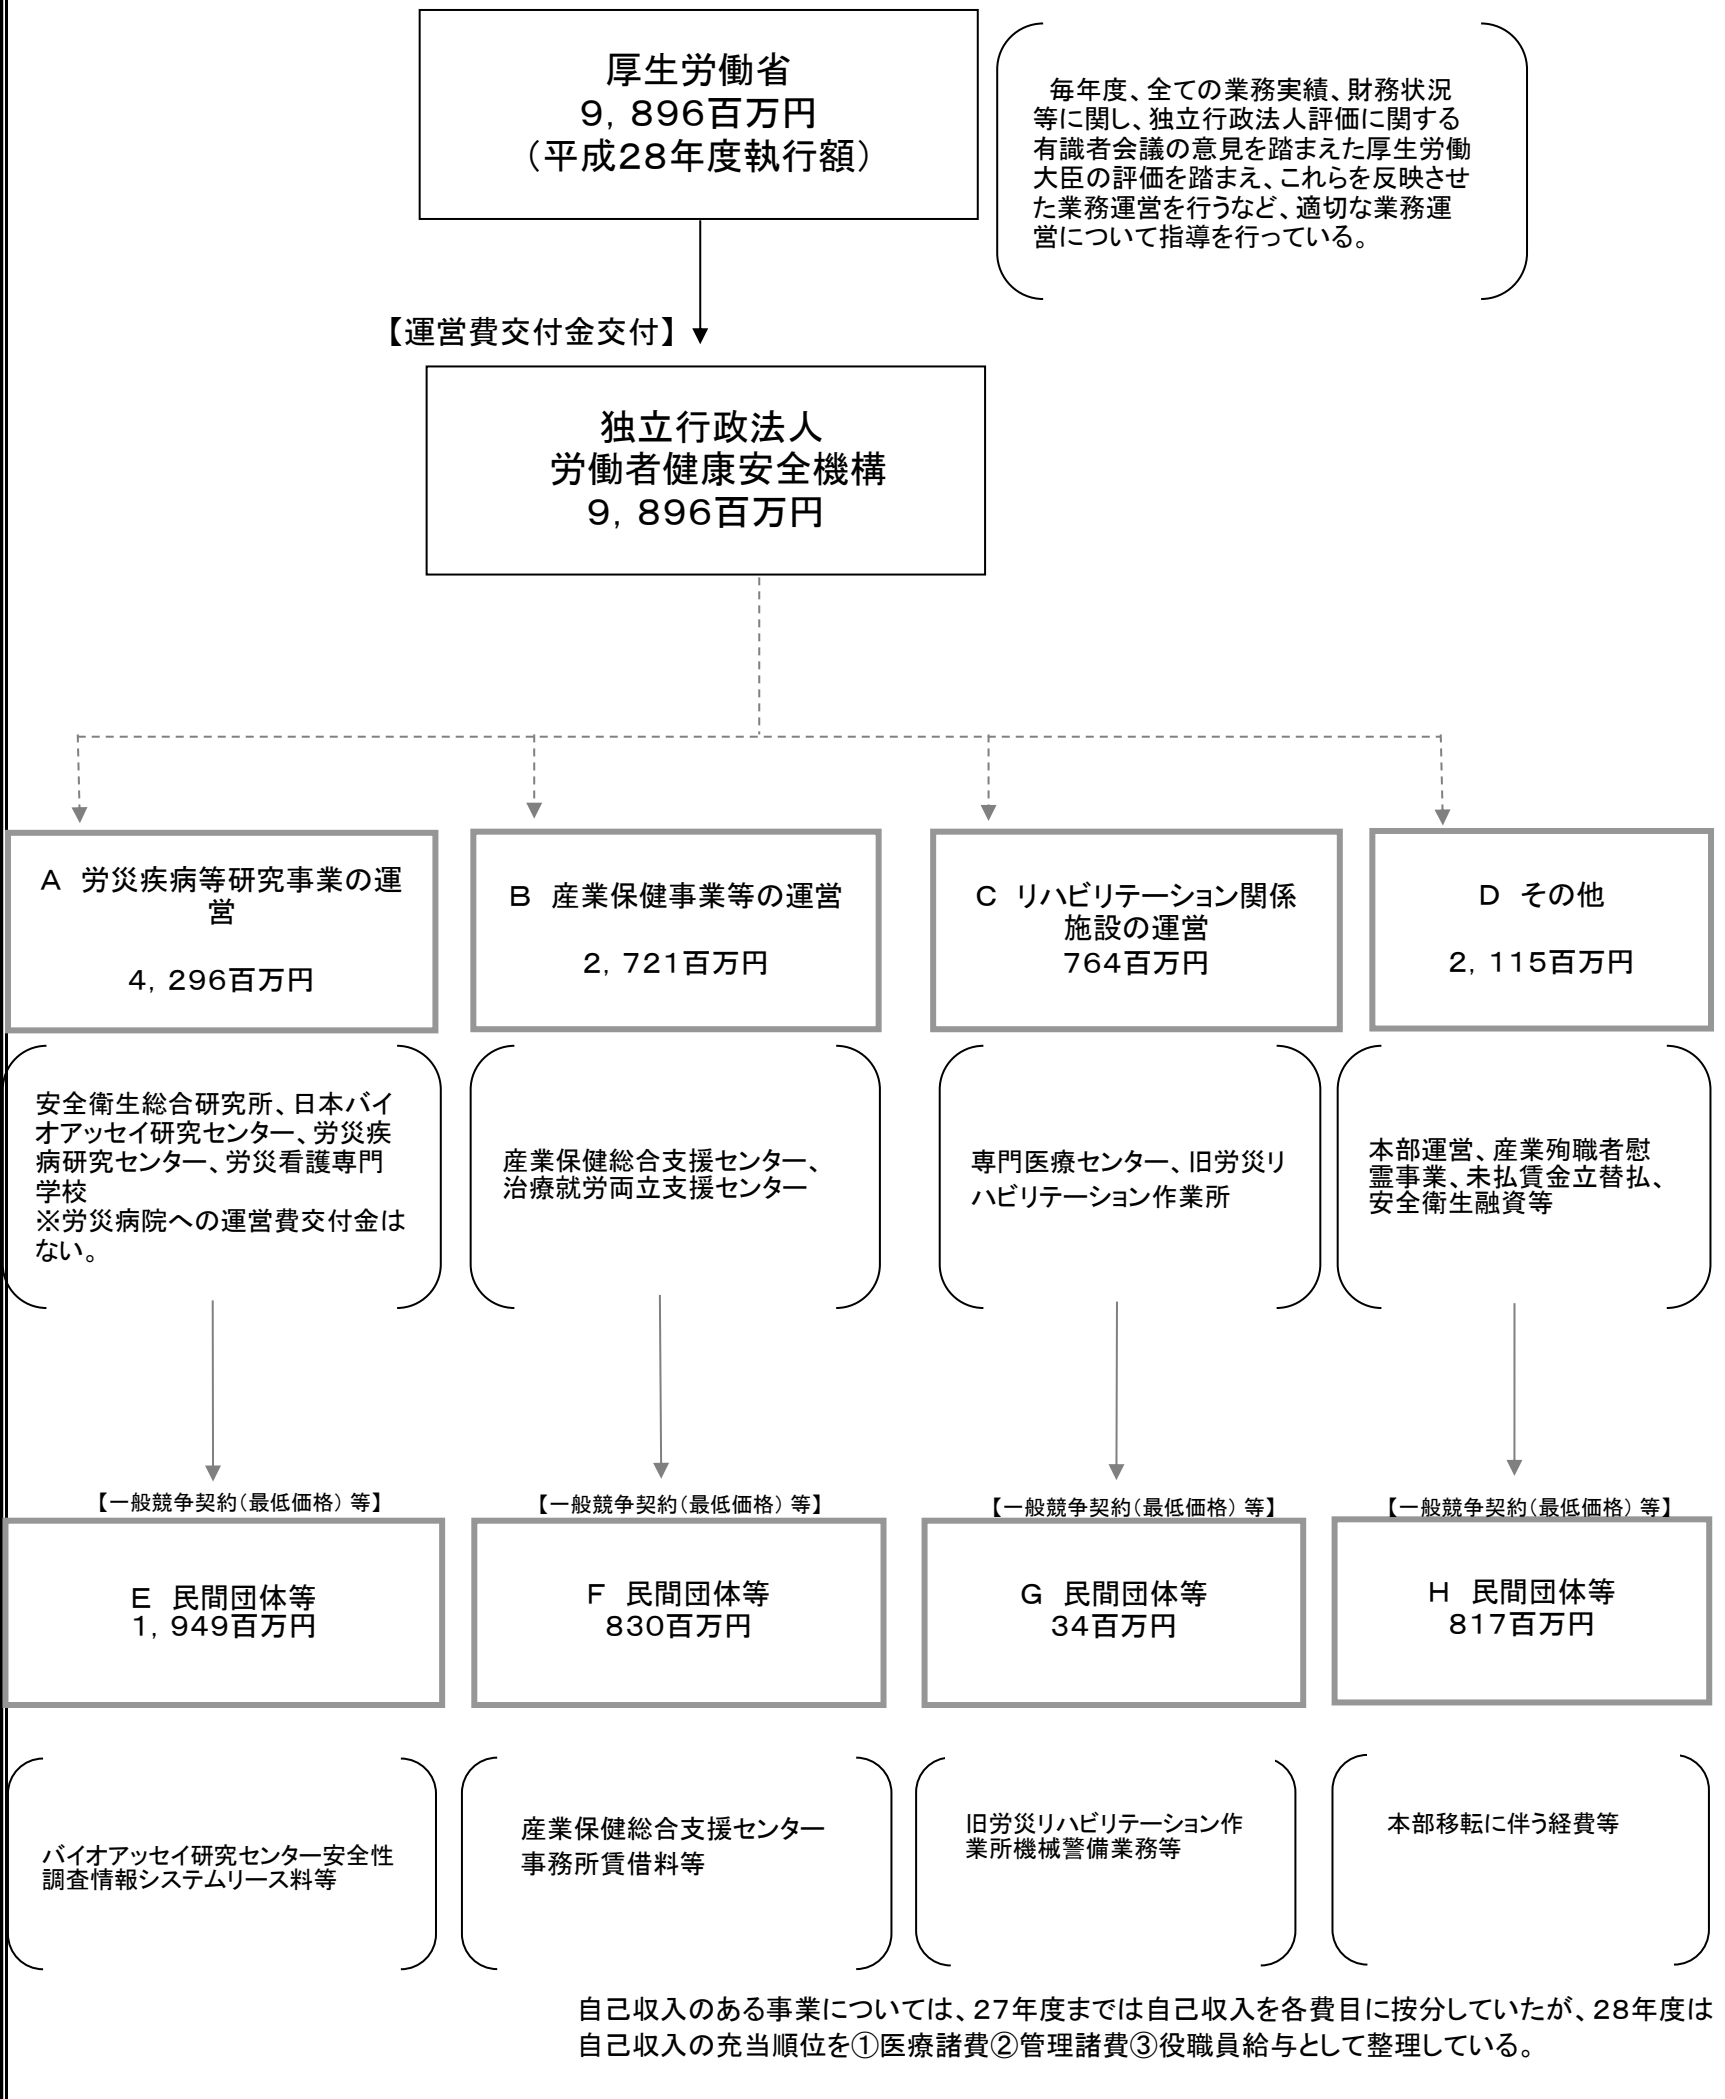 厚生労働省
９，８９６百万円
（平成２８年度執行額）
毎年度、全ての業務実績、財務状況
等に関し、独立行政法人評価に関する
有識者会議の意見を踏まえた厚生労働
大臣の評価を踏まえ、これらを反映させ
た業務運営を行うなど、適切な業務運
営について指導を行っている。
【運営費交付金交付】
独立行政法人
労働者健康安全機構
９，８９６百万円
Ａ　労災疾病等研究事業の運
営
４，２９６百万円
Ｂ　産業保健事業等の運営
２，７２１百万円
Ｃ　リハビリテーション関係
施設の運営
７６４百万円
Ｄ　その他
２，１１５百万円
安全衛生総合研究所、日本バイ
オアッセイ研究センター、労災疾
病研究センター、労災看護専門
学校
※労災病院への運営費交付金は
ない。
産業保健総合支援センター、
治療就労両立支援センター
専門医療センター、旧労災リ
ハビリテーション作業所
本部運営、産業殉職者慰
霊事業、未払賃金立替払、
安全衛生融資等
【一般競争契約（最低価格）等】
【一般競争契約（最低価格）等】
【一般競争契約（最低価格）等】
【一般競争契約（最低価格）等】
Ｅ　民間団体等
１，９４９百万円
Ｆ　民間団体等
８３０百万円
Ｇ　民間団体等
３４百万円
Ｈ　民間団体等
８１７百万円
バイオアッセイ研究センター安全性
調査情報システムリース料等
産業保健総合支援センター
事務所賃借料等
旧労災リハビリテーション作
業所機械警備業務等
本部移転に伴う経費等
自己収入のある事業については、２７年度までは自己収入を各費目に按分していたが、２８年度は
自己収入の充当順位を①医療諸費②管理諸費③役職員給与として整理している。